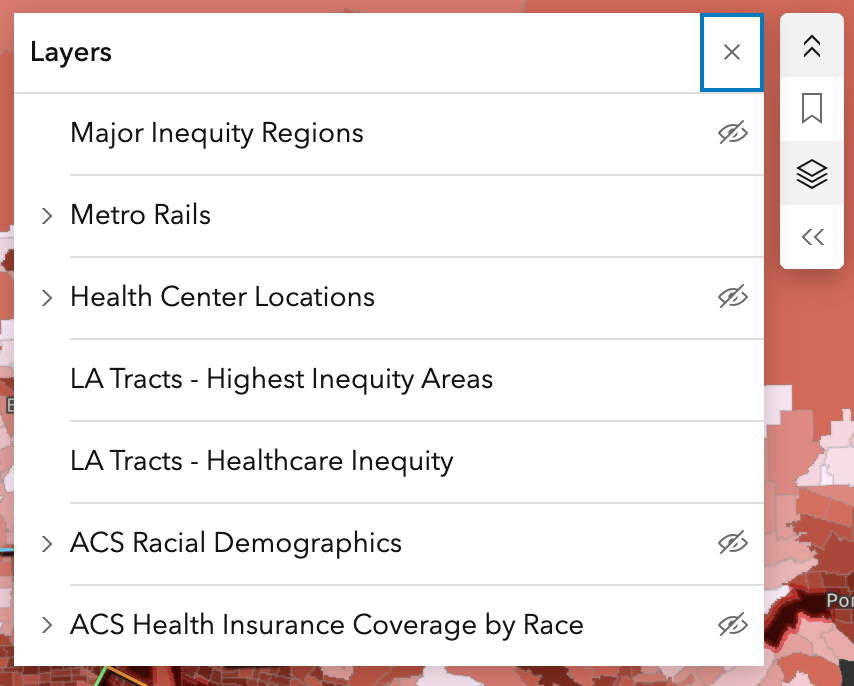 Layers
Major Inequity Regions
Metro Rails
Health Center Locations
LA Tracts - Highest Inequity Areas
LA Tracts - Healthcare Inequity
ACS Racial Demographics
ACS Health Insurance Coverage by Race